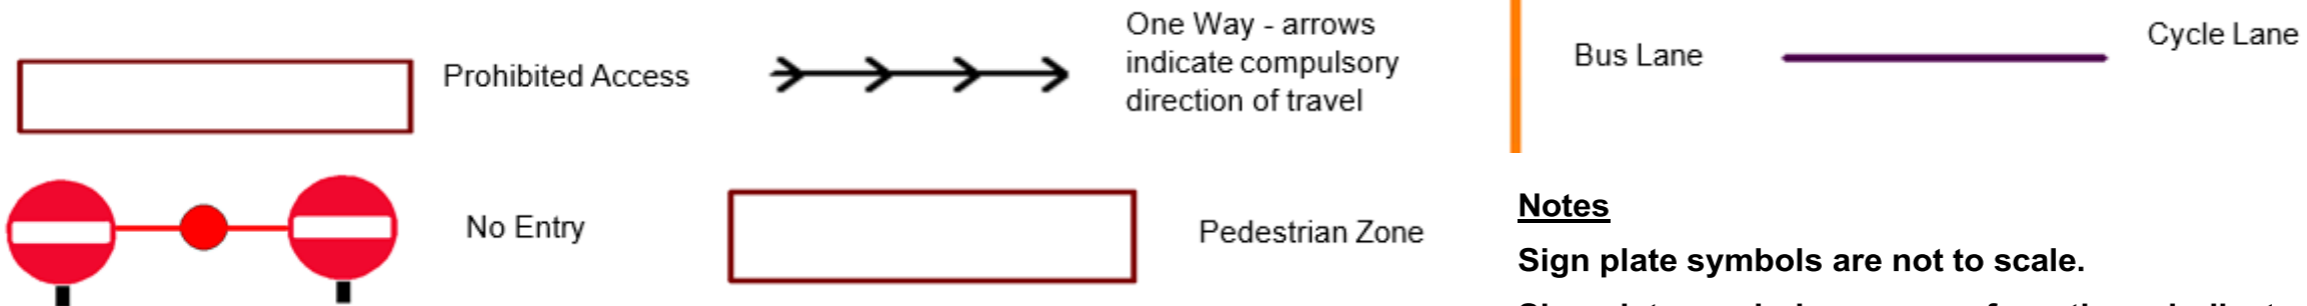 Prohibited Access
One Way - arrows
indicate compulsory
direction of travel
Bus Lane
Cycle Lane
No Entry
Pedestrian Zone
Notes
Sign plate symbols are not to scale.